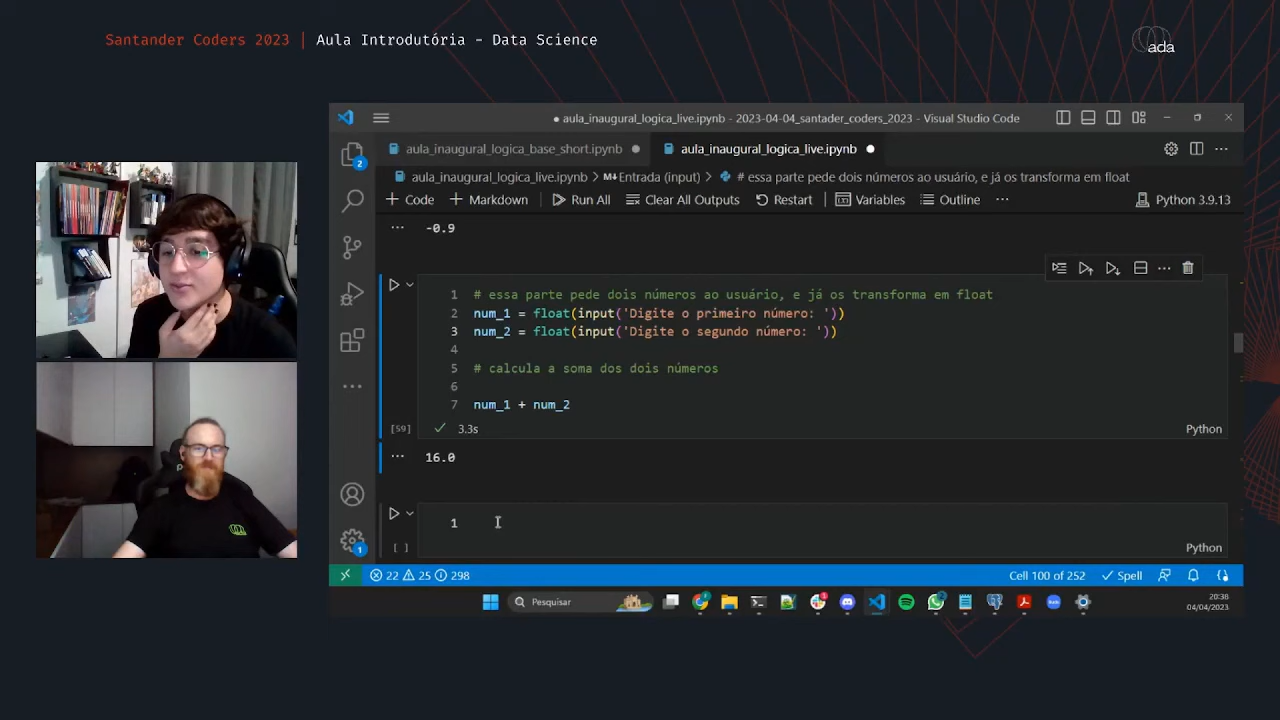 Santander Coders 2023 | Aula Introdutória - Data Science
ada
● aula_inaugural_logica_live.ipynb - 2023-04-04_santader_coders_2023 - Visual Studio Code
aula_inaugural_logica_base_short.ipynb ●
aula_inaugural_logica_live.ipynb ●
aula_inaugural_logica_live.ipynb > M↓Entrada (input) > # essa parte pede dois números ao usuário, e já os transforma em float
+ Code + Markdown Run All Clear All Outputs Restart Variables Outline ... Python 3.9.13
... -0.9
1 # essa parte pede dois números ao usuário, e já os transforma em float
2 num_1 = float(input('Digite o primeiro número: '))
3 num_2 = float(input('Digite o segundo número: '))
4
5 # calcula a soma dos dois números
6
7 num_1 + num_2
[59] ✓ 3.3s Python
... 16.0
1
[ ] Python
2
1
22 25 298 Cell 100 of 252 Spell
Pesquisar
20:38
04/04/2023